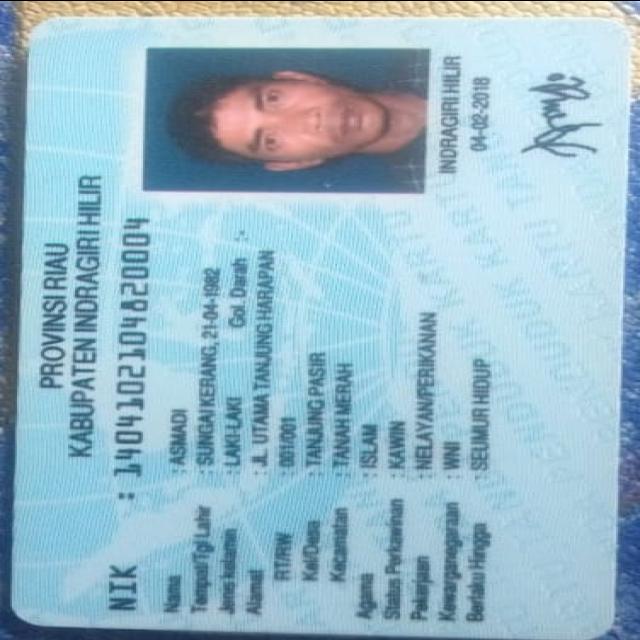 PROVINSI RIAU
KABUPATEN INDRAGIRI HILIR
NIK : 1404102104820004
Nama : ASMADI
Tempat/Tgl Lahir : SUNGAI KERANG, 21-04-1982
Jenis kelamin : LAKI-LAKI Gol. Darah : -
Alamat : JL. UTAMA TANJUNG HARAPAN
RT/RW : 001/001
Kel/Desa : TANJUNG PASIR
Kecamatan : TANAH MERAH
Agama : ISLAM
Status Perkawinan : KAWIN
Pekerjaan : NELAYAN/PERIKANAN
Kewarganegaraan : WNI
Berlaku Hingga : SEUMUR HIDUP
INDRAGIRI HILIR
04-02-2018